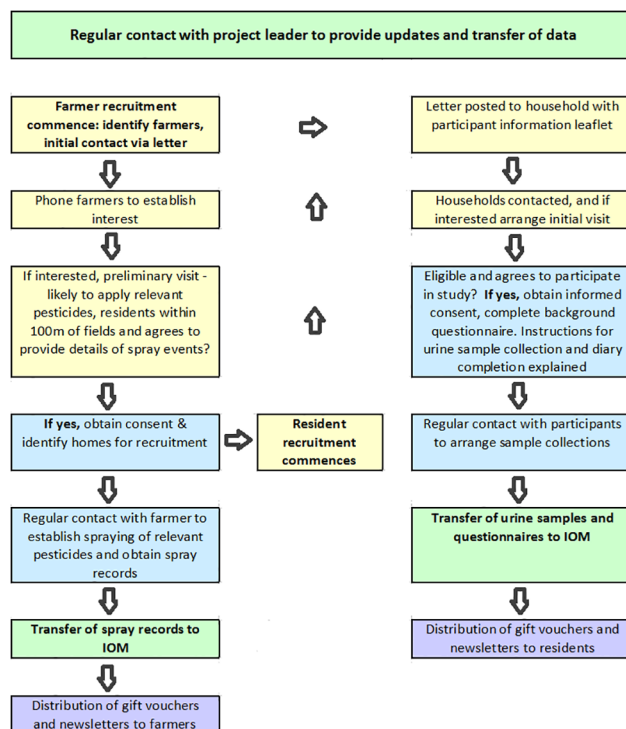 Regular contact with project leader to provide updates and transfer of data
Farmer recruitment
commence: identify farmers,
initial contact via letter
Phone farmers to establish
interest
If interested, preliminary visit -
likely to apply relevant
pesticides, residents within
100m of fields and agrees to
provide details of spray events?
If yes, obtain consent &
identify homes for recruitment
Regular contact with farmer to
establish spraying of relevant
pesticides and obtain spray
records
Transfer of spray records to
IOM
Distribution of gift vouchers
and newsletters to farmers
Resident
recruitment
commences
Letter posted to household with
participant information leaflet
Households contacted, and if
interested arrange initial visit
Eligible and agrees to participate
in study? If yes, obtain informed
consent, complete background
questionnaire. Instructions for
urine sample collection and diary
completion explained
Regular contact with participants
to arrange sample collections
Transfer of urine samples and
questionnaires to IOM
Distribution of gift vouchers and
newsletters to residents